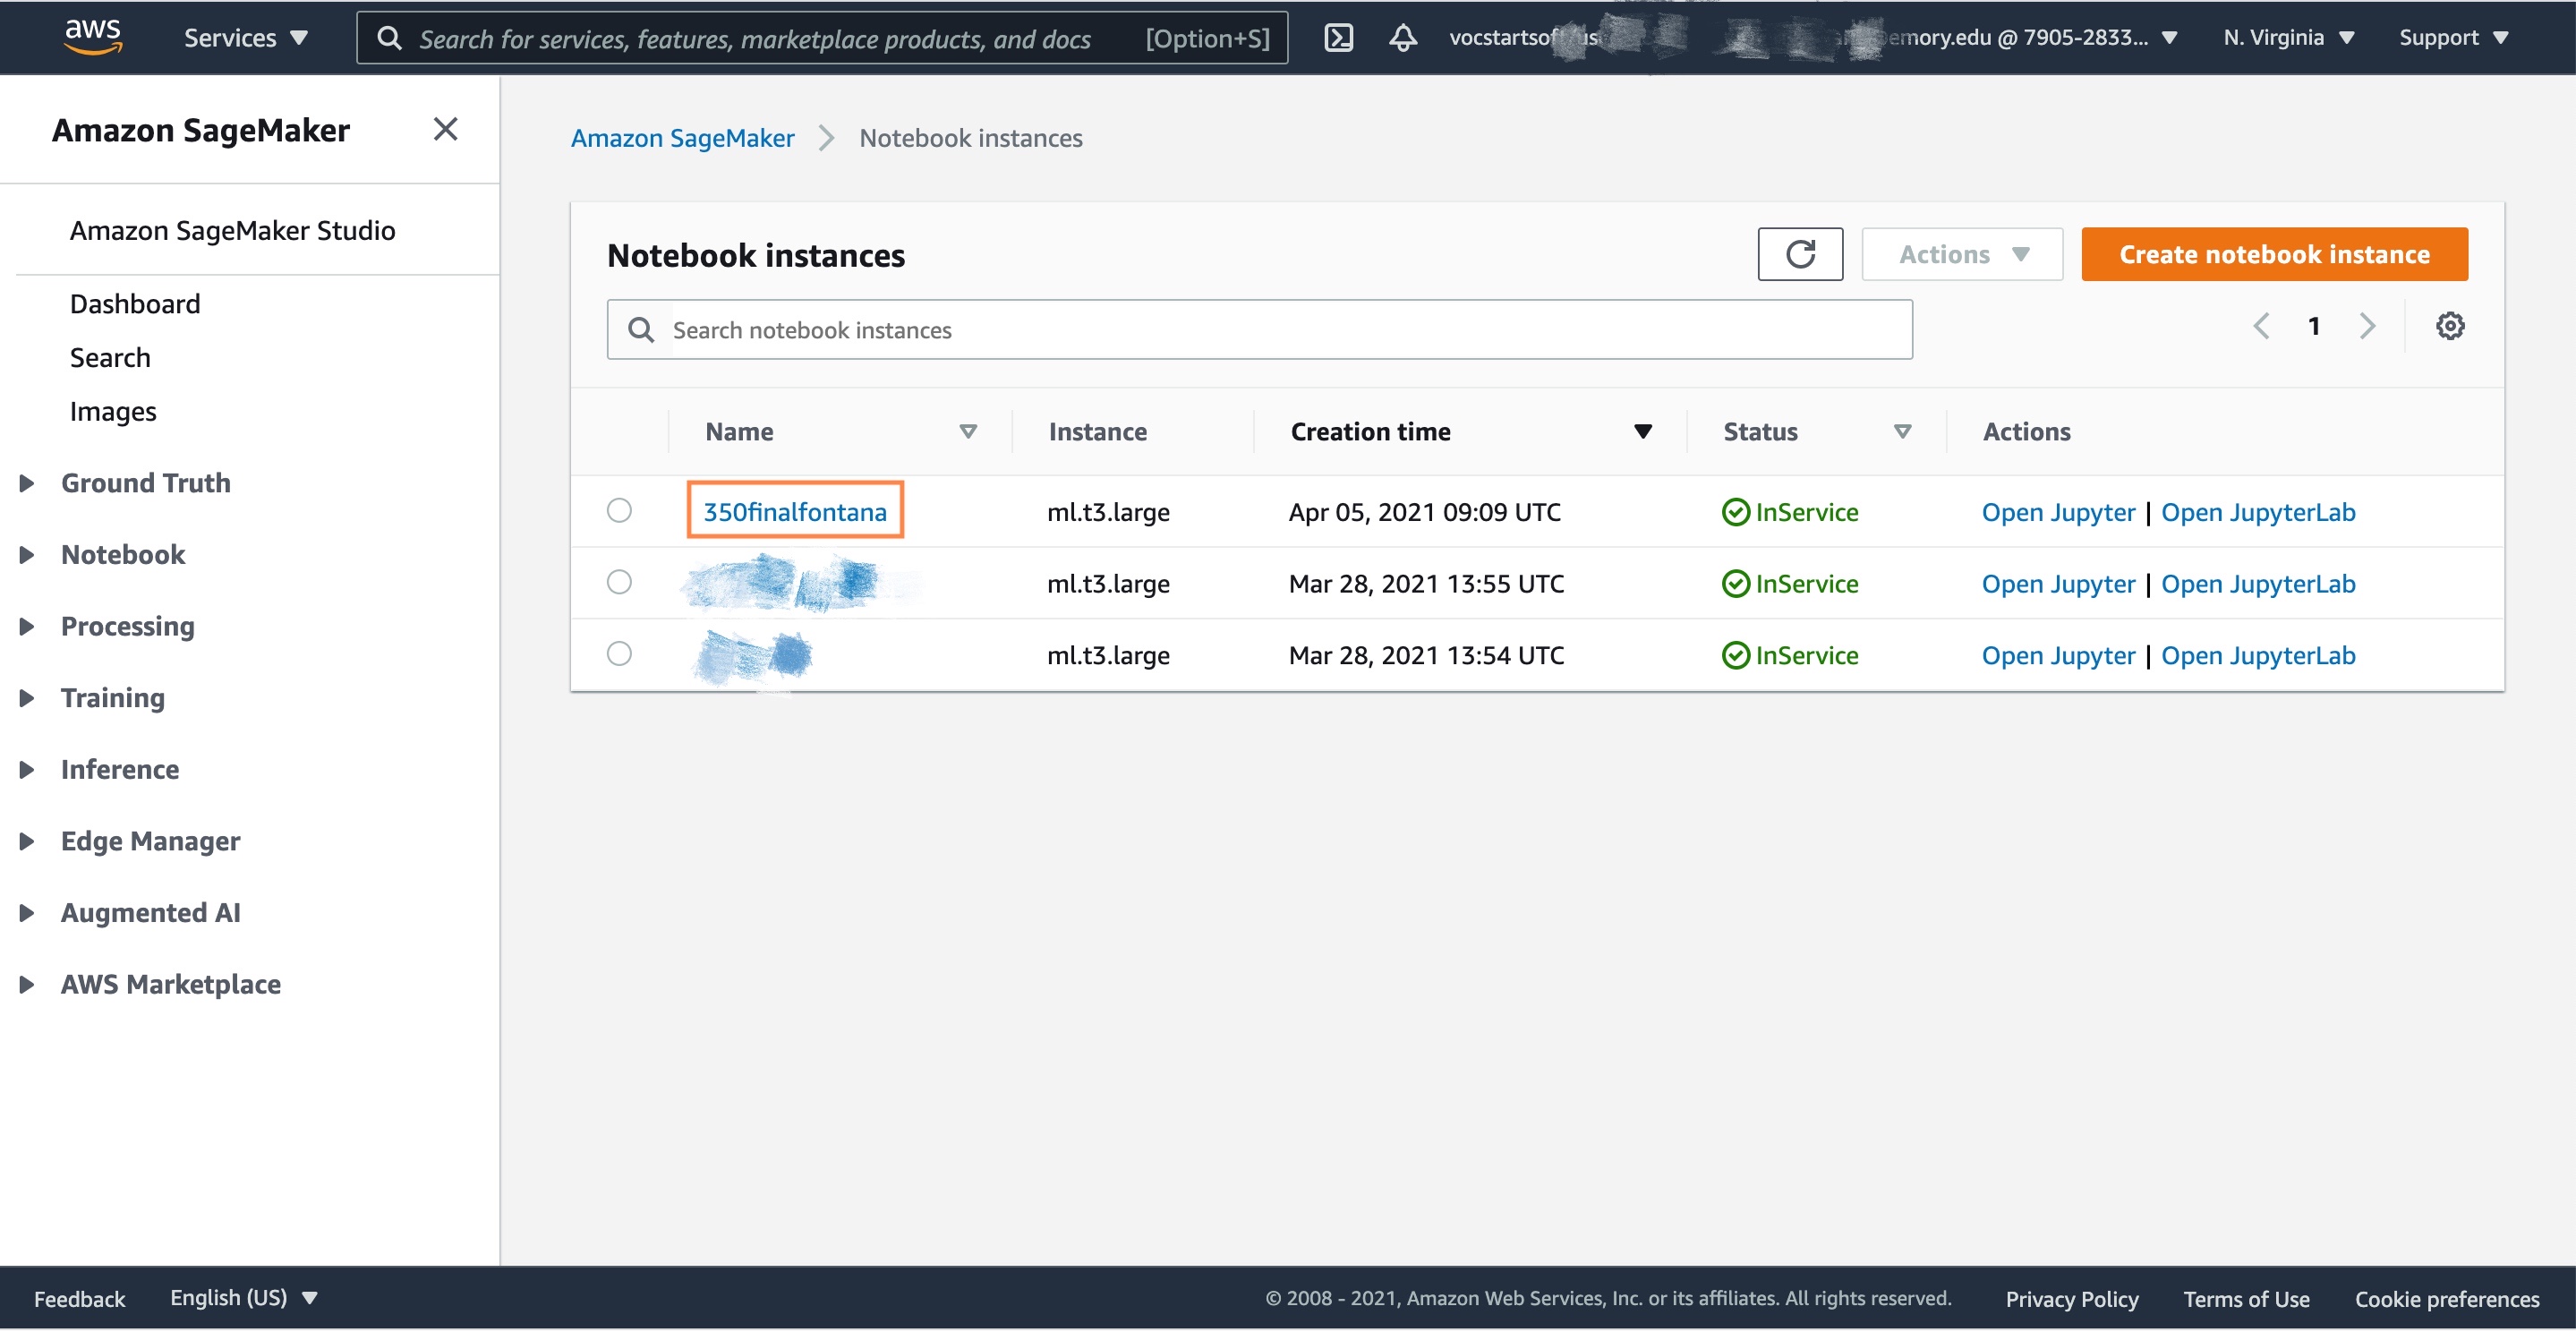 aws Services Search for services, features, marketplace products, and docs [Option+S] emory.edu @ 7905-2833... N. Virginia Support
Amazon SageMaker
Amazon SageMaker Studio
Dashboard
Search
Images
Ground Truth
Notebook
Processing
Training
Inference
Edge Manager
Augmented AI
AWS Marketplace
Amazon SageMaker Notebook instances
Notebook instances Actions Create notebook instance
Search notebook instances 1
Name Instance Creation time Status Actions
350finalfontana ml.t3.large Apr 05, 2021 09:09 UTC InService Open Jupyter | Open JupyterLab
ml.t3.large Mar 28, 2021 13:55 UTC InService Open Jupyter | Open JupyterLab
ml.t3.large Mar 28, 2021 13:54 UTC InService Open Jupyter | Open JupyterLab
Feedback English (US) © 2008 - 2021, Amazon Web Services, Inc. or its affiliates. All rights reserved. Privacy Policy Terms of Use Cookie preferences